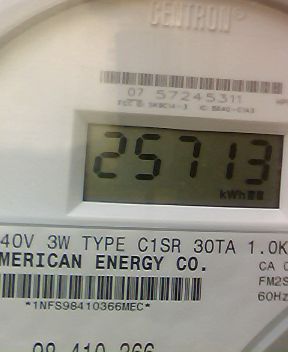 CENTRON®
07 57245311
25713
kWh
40V 3W TYPE C1SR 30TA 1.0K
MERICAN ENERGY CO.
CA 0
FM2S
60Hz
*1NFS98410366MEC*
98 410 366